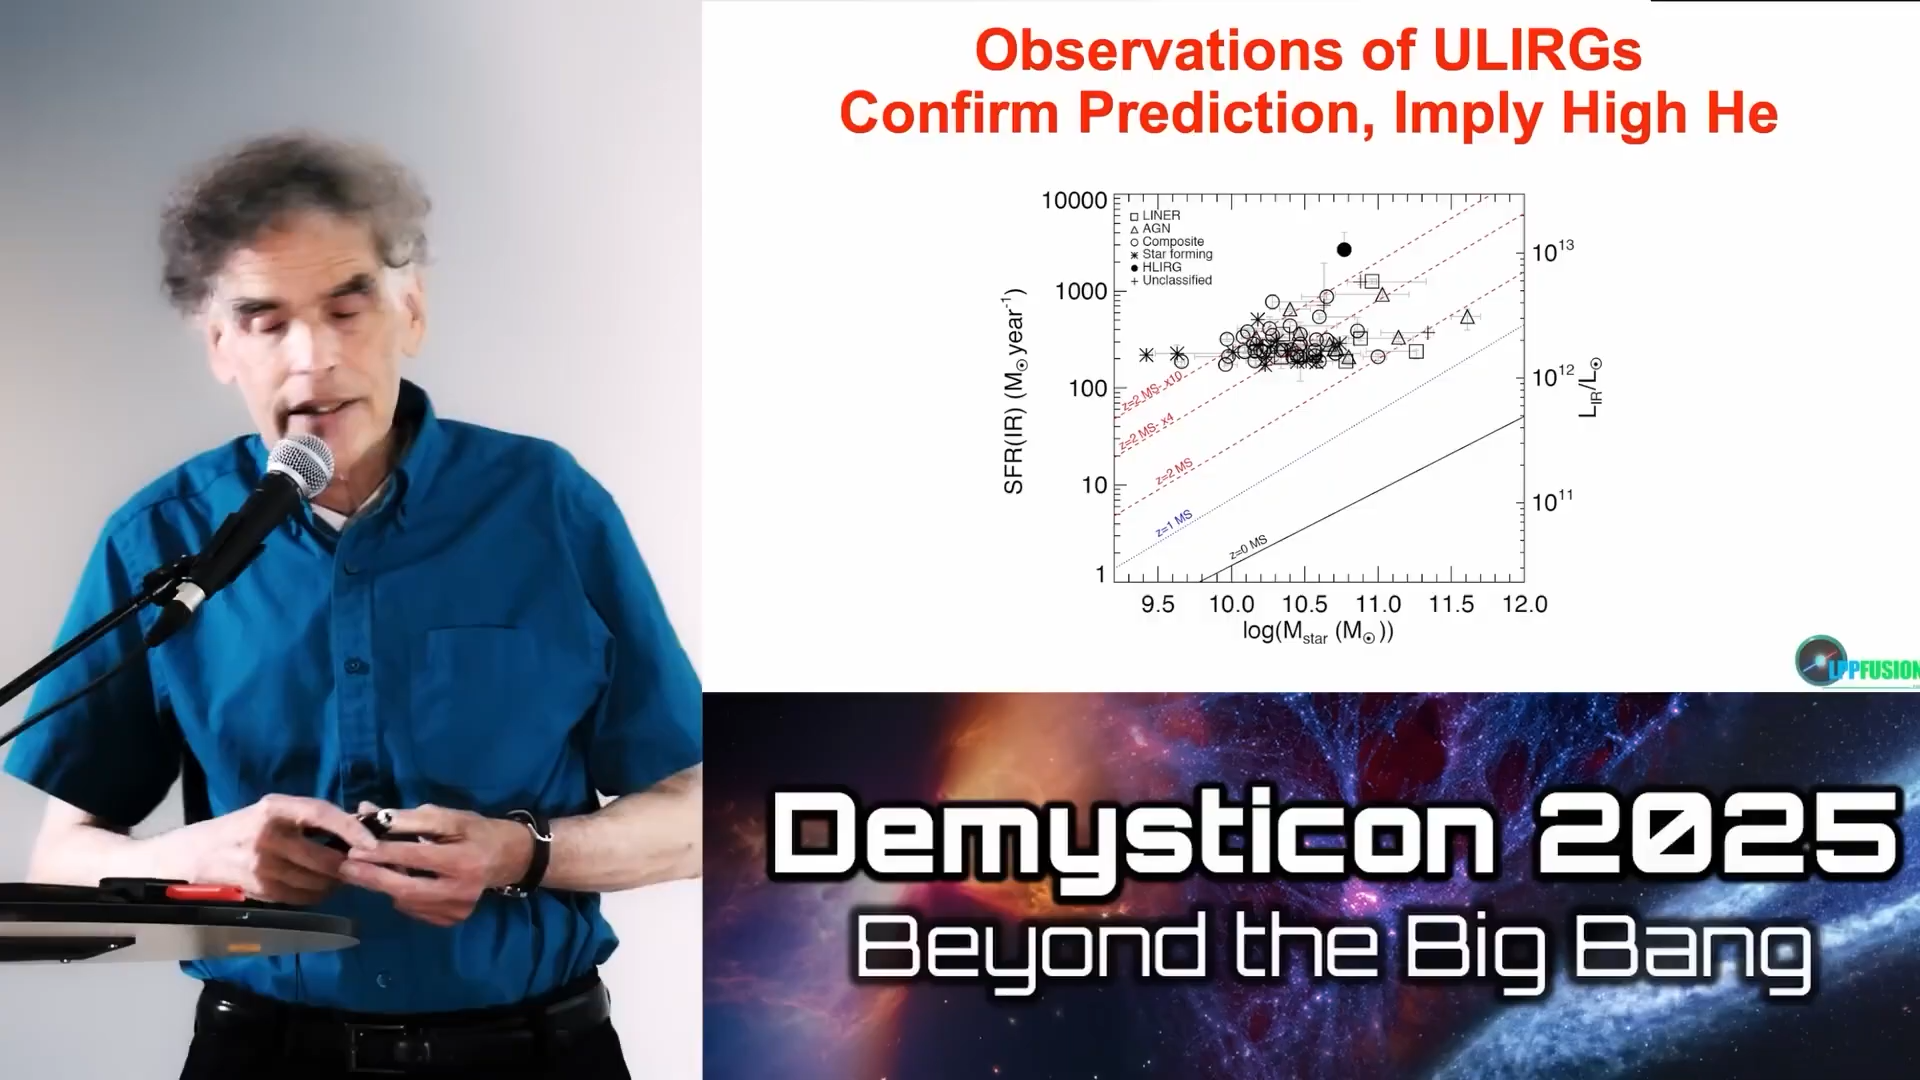 Observations of ULIRGs
Confirm Prediction, Imply High He
10000
1000
100
10
1
SFR(IR) (M☉ year⁻¹)
LINER
AGN
Composite
Star forming
HLIRG
Unclassified
z=2 MS- x10
z=2 MS- x4
z=2 MS
z=1 MS
z=0 MS
10¹³
10¹²
10¹¹
L_IR/L☉
9.5 10.0 10.5 11.0 11.5 12.0
log(M_star (M☉))
LPPFUSION
Demysticon 2025
Beyond the Big Bang